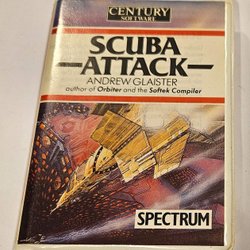 CENTURY
SOFTWARE
SCUBA
—ATTACK—
ANDREW GLAISTER
author of Orbiter and the Softek Compiler
SPECTRUM